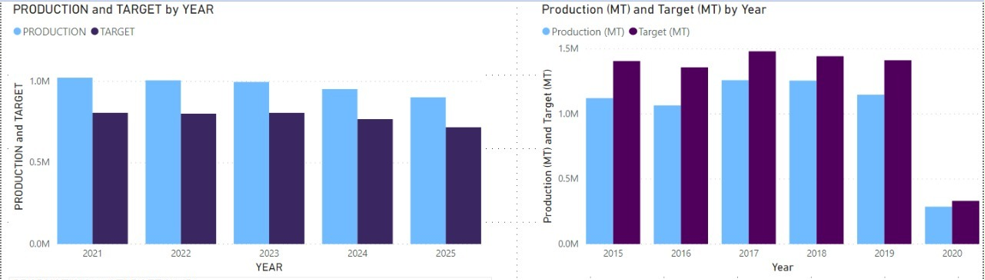 PRODUCTION and TARGET by YEAR
PRODUCTION TARGET
PRODUCTION and TARGET
1.0M
0.5M
0.0M
2021 2022 2023 2024 2025
YEAR
Production (MT) and Target (MT) by Year
Production (MT) Target (MT)
Production (MT) and Target (MT)
1.5M
1.0M
0.5M
0.0M
2015 2016 2017 2018 2019 2020
Year